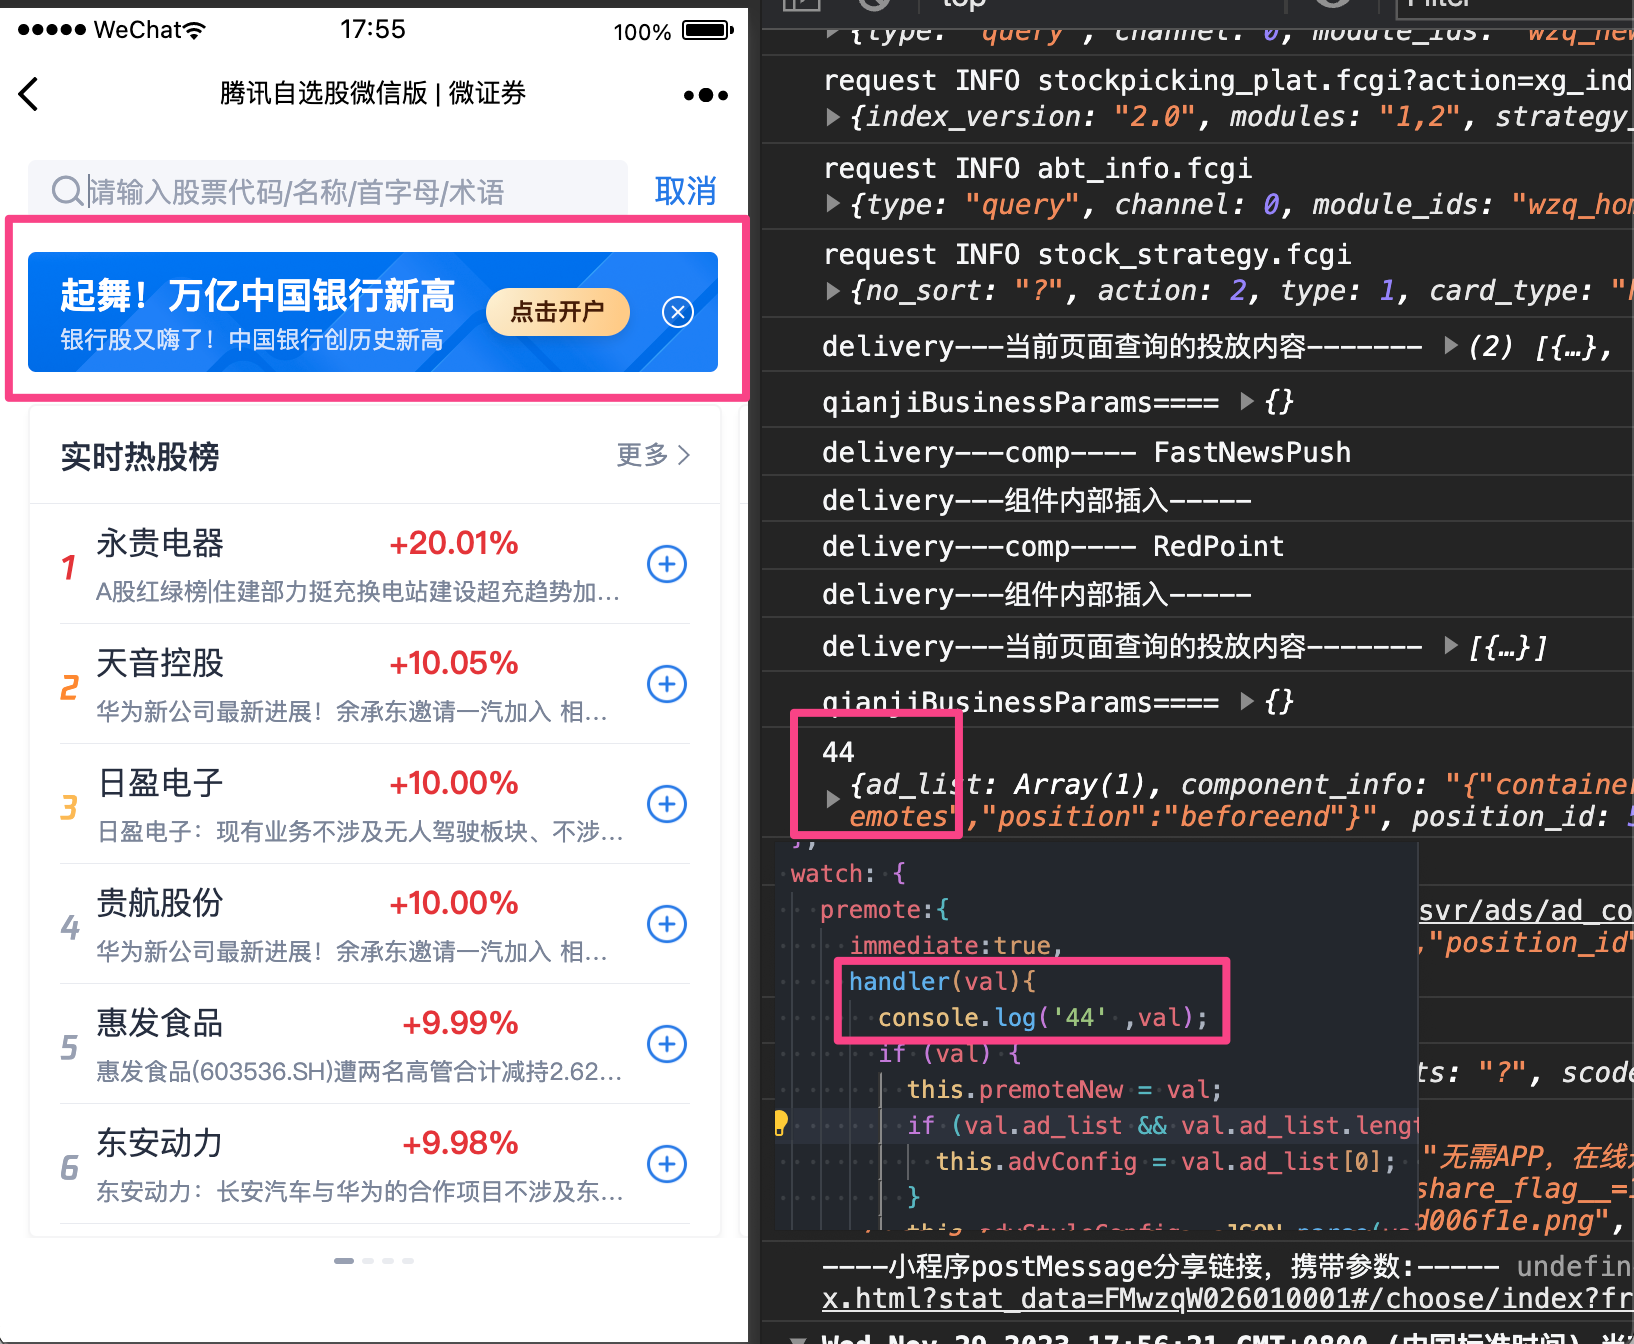 WeChat
17:55
100%
腾讯自选股微信版 | 微证券
请输入股票代码/名称/首字母/术语
取消
起舞！万亿中国银行新高
银行股又嗨了！中国银行创历史新高
点击开户
实时热股榜
更多
1
永贵电器
+20.01%
A股红绿榜|住建部力挺充换电站建设超充趋势加...
2
天音控股
+10.05%
华为新公司最新进展！余承东邀请一汽加入 相...
3
日盈电子
+10.00%
日盈电子：现有业务不涉及无人驾驶板块、不涉...
4
贵航股份
+10.00%
华为新公司最新进展！余承东邀请一汽加入 相...
5
惠发食品
+9.99%
惠发食品(603536.SH)遭两名高管合计减持2.62...
6
东安动力
+9.98%
东安动力：长安汽车与华为的合作项目不涉及东...
top
Filter
{type: "query", channel: 0, module_ids: "wzq_new
request INFO stockpicking_plat.fcgi?action=xg_ind
{index_version: "2.0", modules: "1,2", strategy_
request INFO abt_info.fcgi
{type: "query", channel: 0, module_ids: "wzq_hom
request INFO stock_strategy.fcgi
{no_sort: "?", action: 2, type: 1, card_type: "h
delivery---当前页面查询的投放内容------- (2) [{…},
qianjiBusinessParams==== {}
delivery---comp---- FastNewsPush
delivery---组件内部插入-----
delivery---comp---- RedPoint
delivery---组件内部插入-----
delivery---当前页面查询的投放内容------- [{…}]
qianjiBusinessParams==== {}
44
{ad_list: Array(1), component_info: "{"container
emotes","position":"beforeend"}", position_id: 5
},
watch: {
premote:{
immediate:true,
handler(val){
console.log('44' ,val);
if (val) {
this.premoteNew = val;
if (val.ad_list && val.ad_list.lengt
this.advConfig = val.ad_list[0];
}
this.advStyleConfig JSON.parse(va
svr/ads/ad_co
,"position_id"
ts: "?", scode
"无需APP，在线
share_flag__=
d006f1e.png",
----小程序postMessage分享链接，携带参数:----- undefin
x.html?stat_data=FMwzqW026010001#/choose/index?fr
Wed Nov 29 2023 17:56:21 GMT+0800 (中国标准时间)